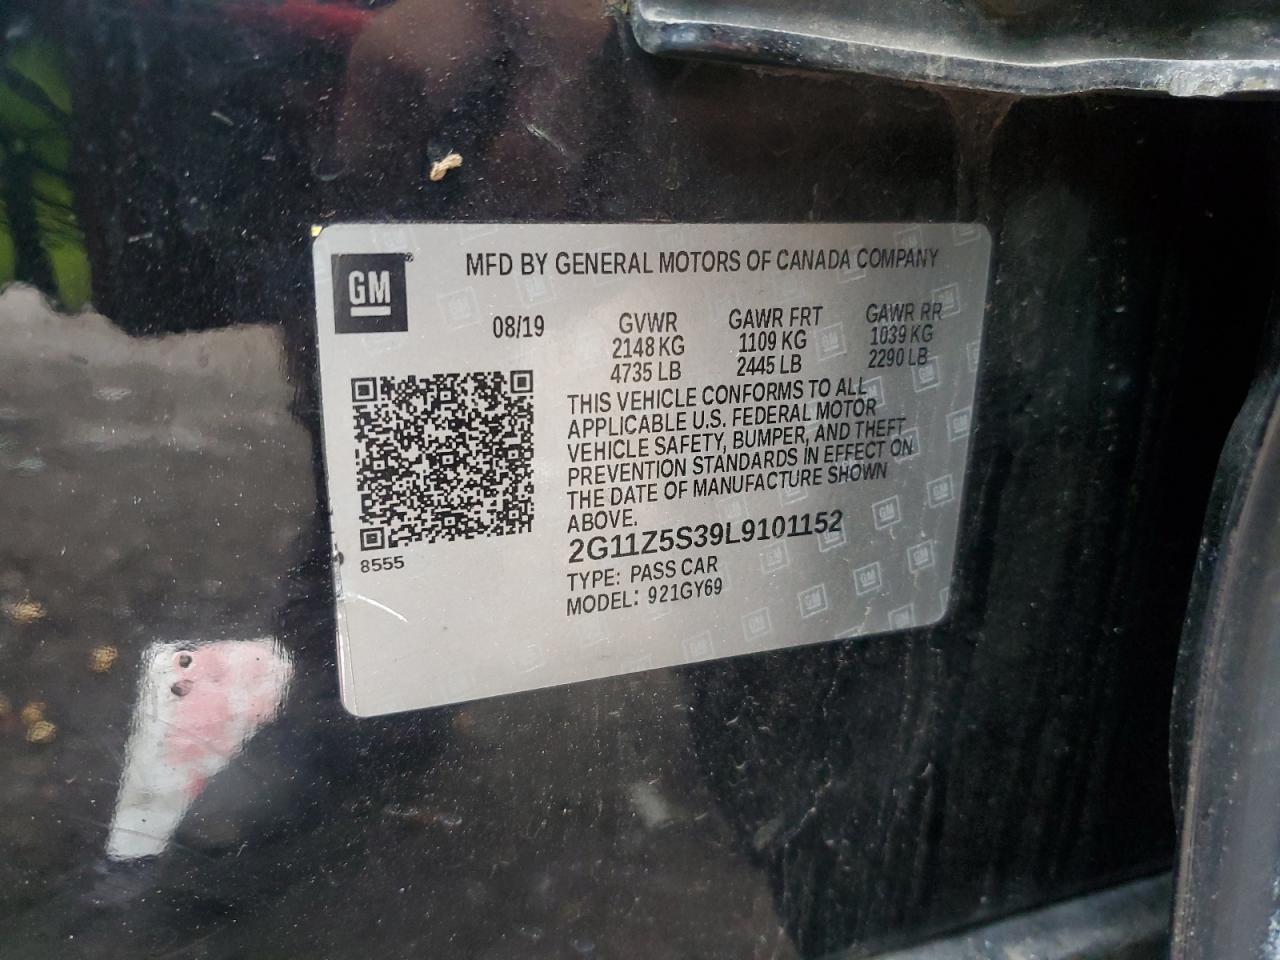 GM® MFD BY GENERAL MOTORS OF CANADA COMPANY
08/19 GVWR GAWR FRT GAWR RR
2148 KG 1109 KG 1039 KG
4735 LB 2445 LB 2290 LB
THIS VEHICLE CONFORMS TO ALL
APPLICABLE U.S. FEDERAL MOTOR
VEHICLE SAFETY, BUMPER, AND THEFT
PREVENTION STANDARDS IN EFFECT ON
THE DATE OF MANUFACTURE SHOWN
ABOVE.
2G11Z5S39L9101152
8555
TYPE: PASS CAR
MODEL: 921GY69